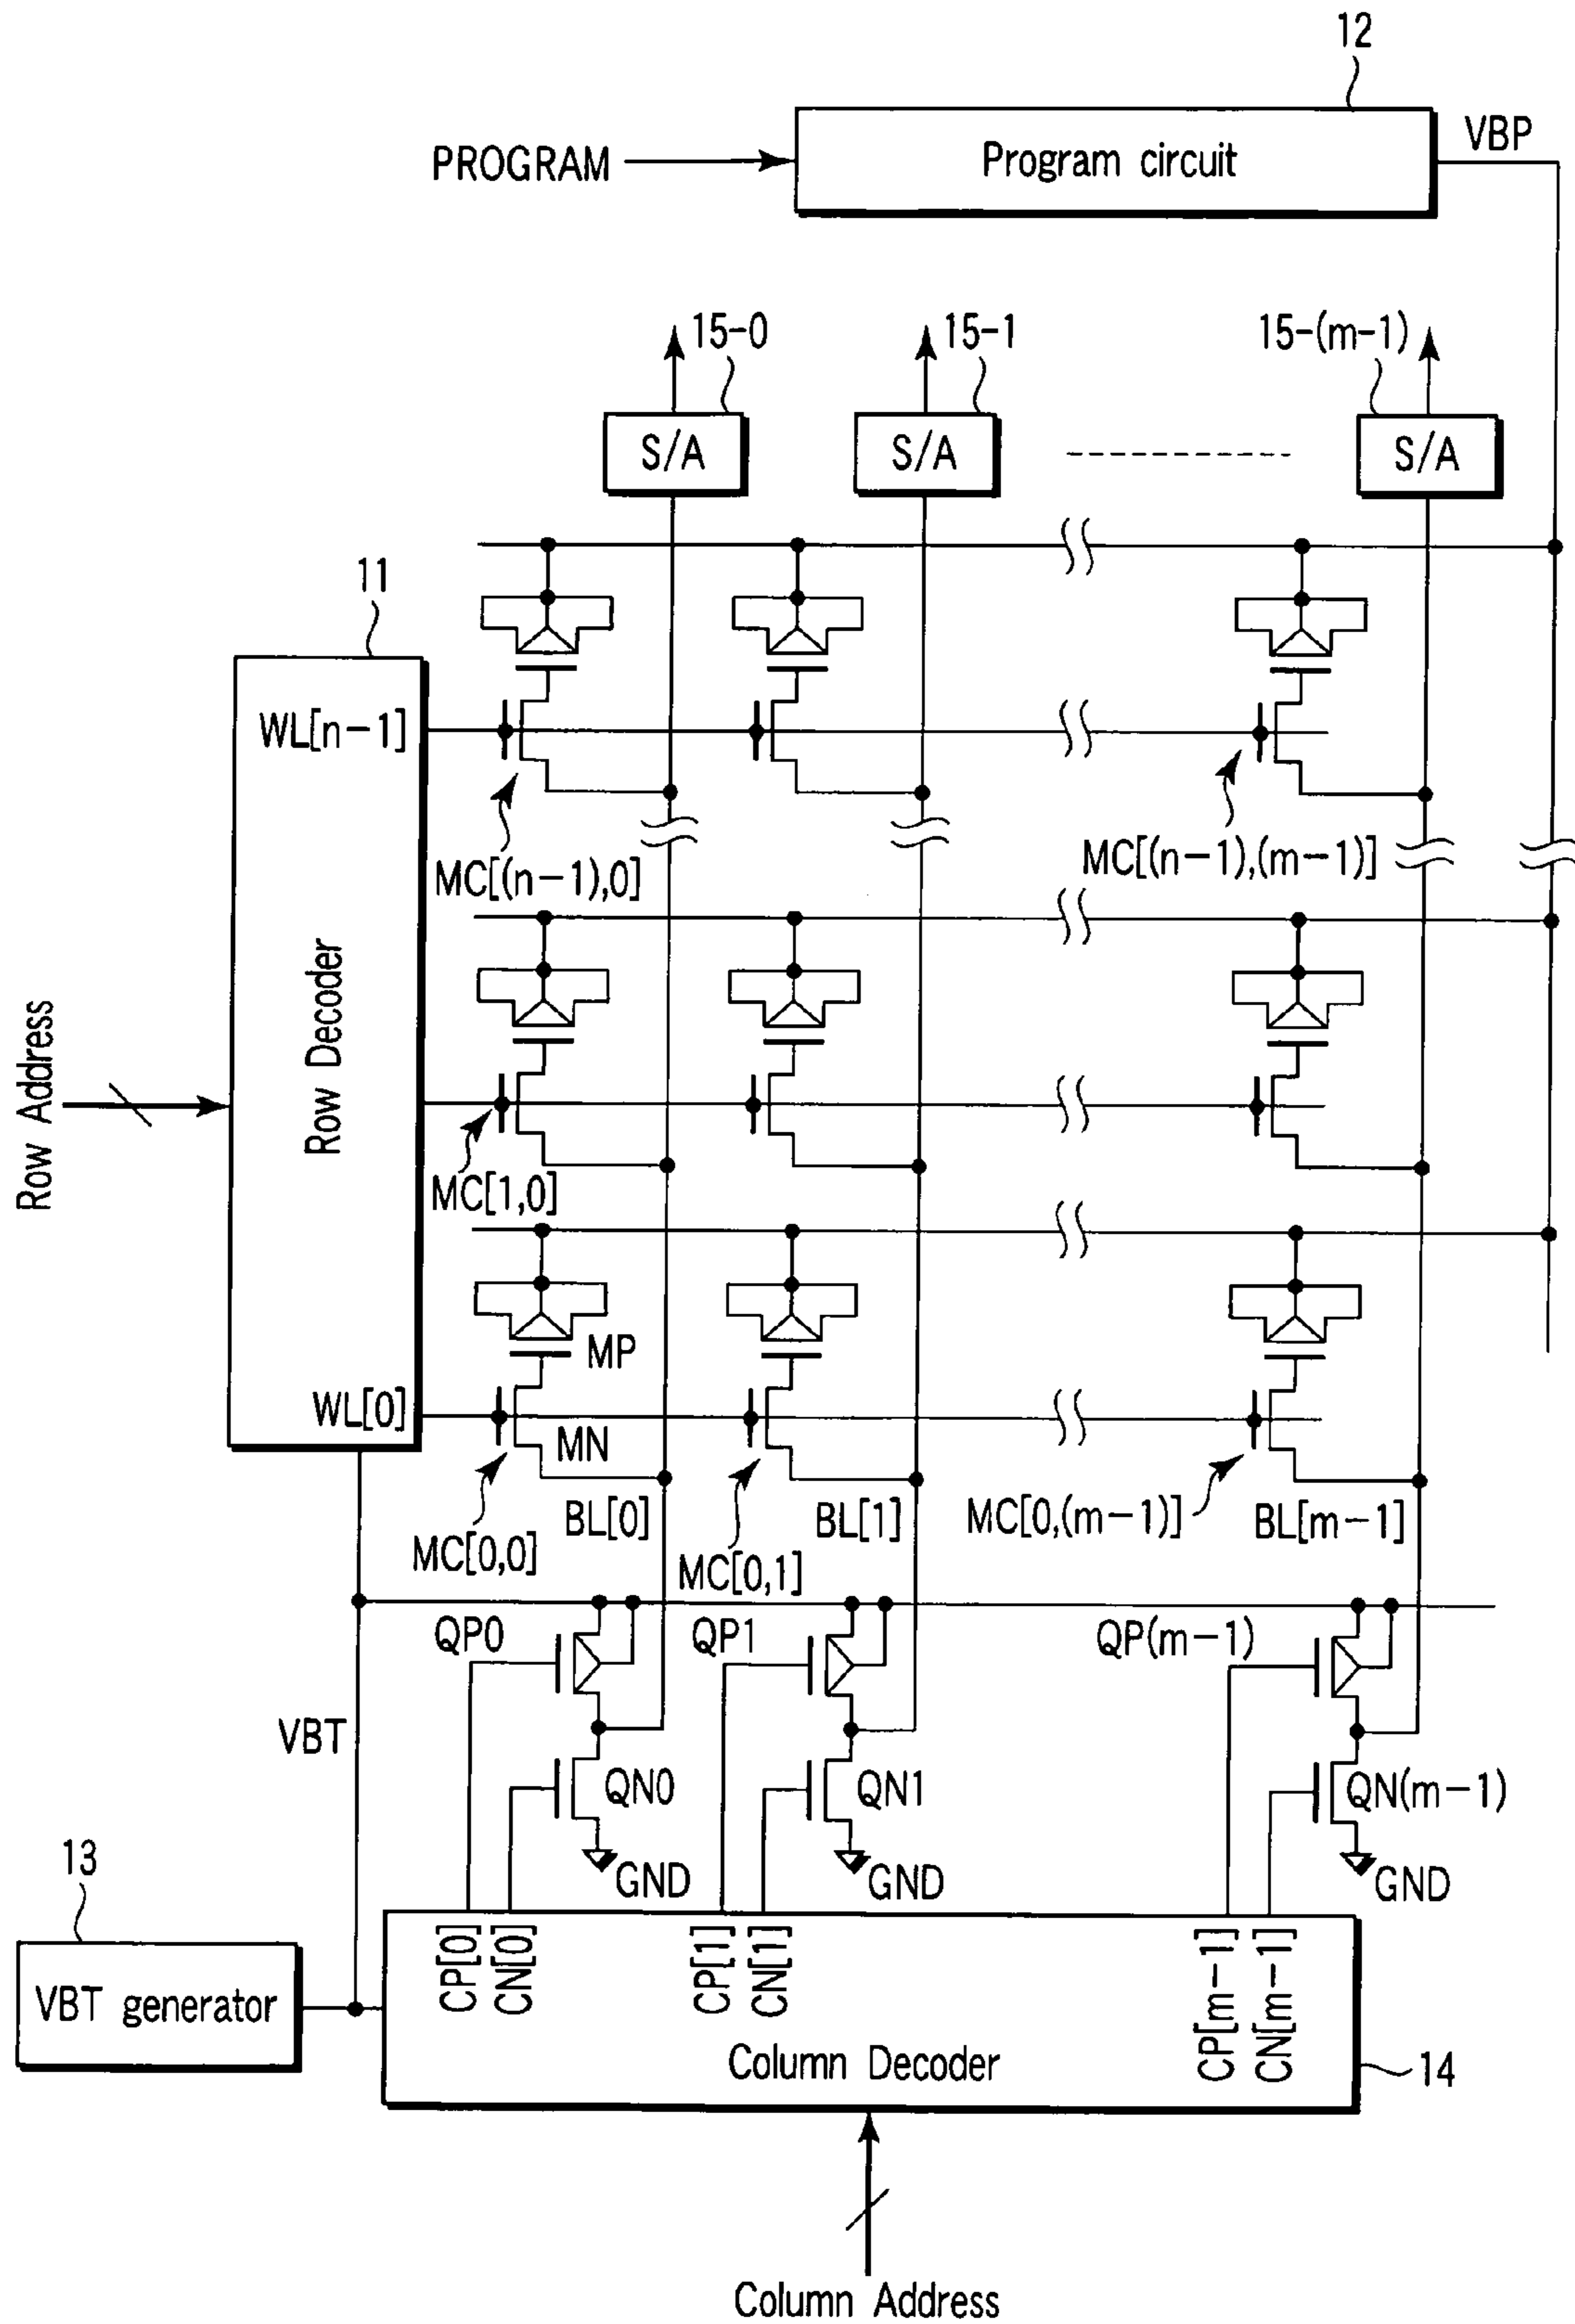 12
PROGRAM
Program circuit
VBP
15-0
15-1
15-(m-1)
S/A
S/A
S/A
11
WL[n-1]
MC[(n-1),0]
MC[(n-1),(m-1)]
Row Address
Row Decoder
MC[1,0]
MP
WL[0]
MN
MC[0,0]
BL[0]
MC[0,1]
BL[1]
MC[0,(m-1)]
BL[m-1]
QP0
QP1
QP(m-1)
VBT
QN0
QN1
QN(m-1)
GND
GND
GND
13
VBT generator
CP[0]
CN[0]
CP[1]
CN[1]
CP[m-1]
CN[m-1]
Column Decoder
14
Column Address